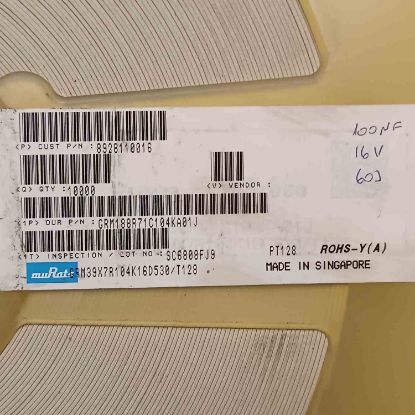 (P) CUST P/N : 8928110016
100NF
16V
603
(Q) QTY : 10000
(V) VENDOR :
(1P) OUR P/N : GRM188R71C104KA01J
(1T) INSPECTION / LOT NO : SC6808FJ9
PT128 ROHS-Y(A)
muRata GRM39X7R104K16D530/T128
MADE IN SINGAPORE